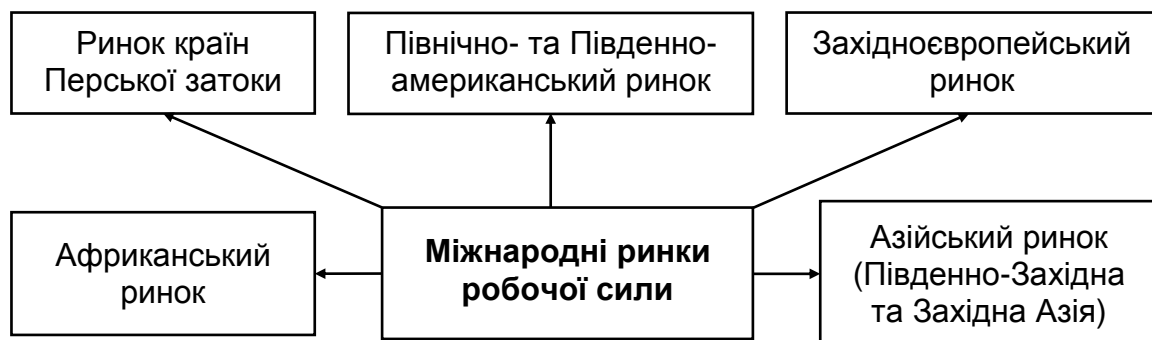 Ринок країн
Перської затоки
Північно- та Південно-
американський ринок
Західноєвропейський
ринок
Африканський
ринок
Міжнародні ринки
робочої сили
Азійський ринок
(Південно-Західна
та Західна Азія)